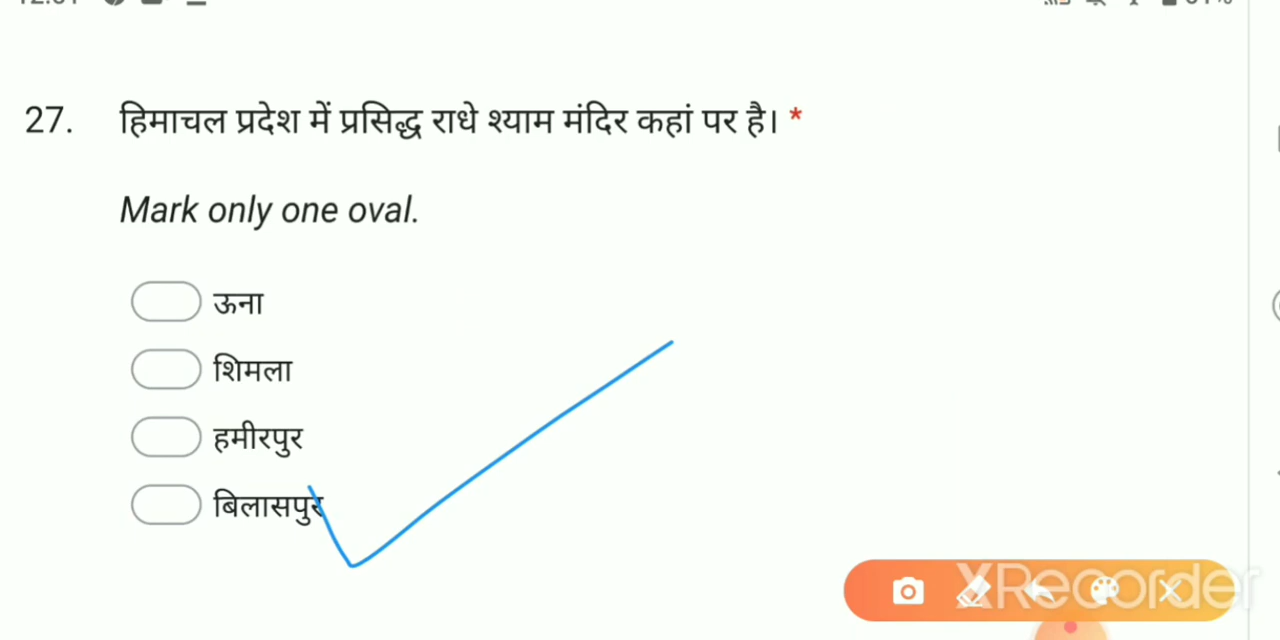 27. हिमाचल प्रदेश में प्रसिद्ध राधे श्याम मंदिर कहां पर है। *
Mark only one oval.
ऊना
शिमला
हमीरपुर
बिलासपुर
XRecorder